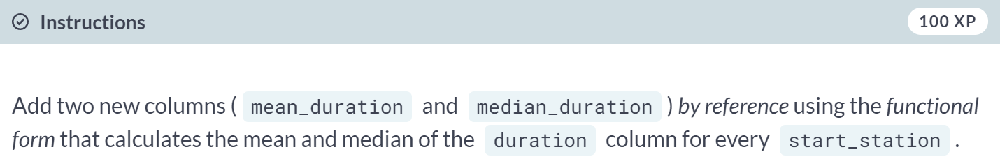 Instructions
100 XP
Add two new columns ( mean_duration and median_duration ) by reference using the functional
form that calculates the mean and median of the duration column for every start_station .